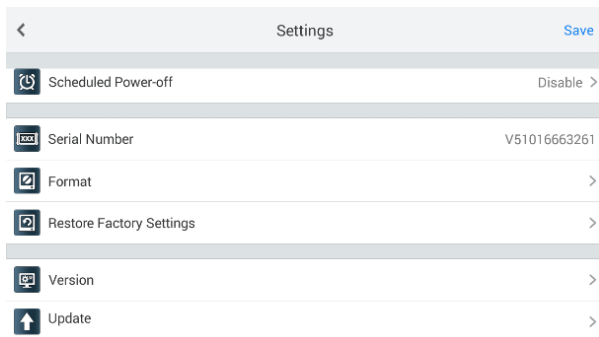 Settings Save
Scheduled Power-off Disable
Serial Number V51016663261
Format
Restore Factory Settings
Version
Update